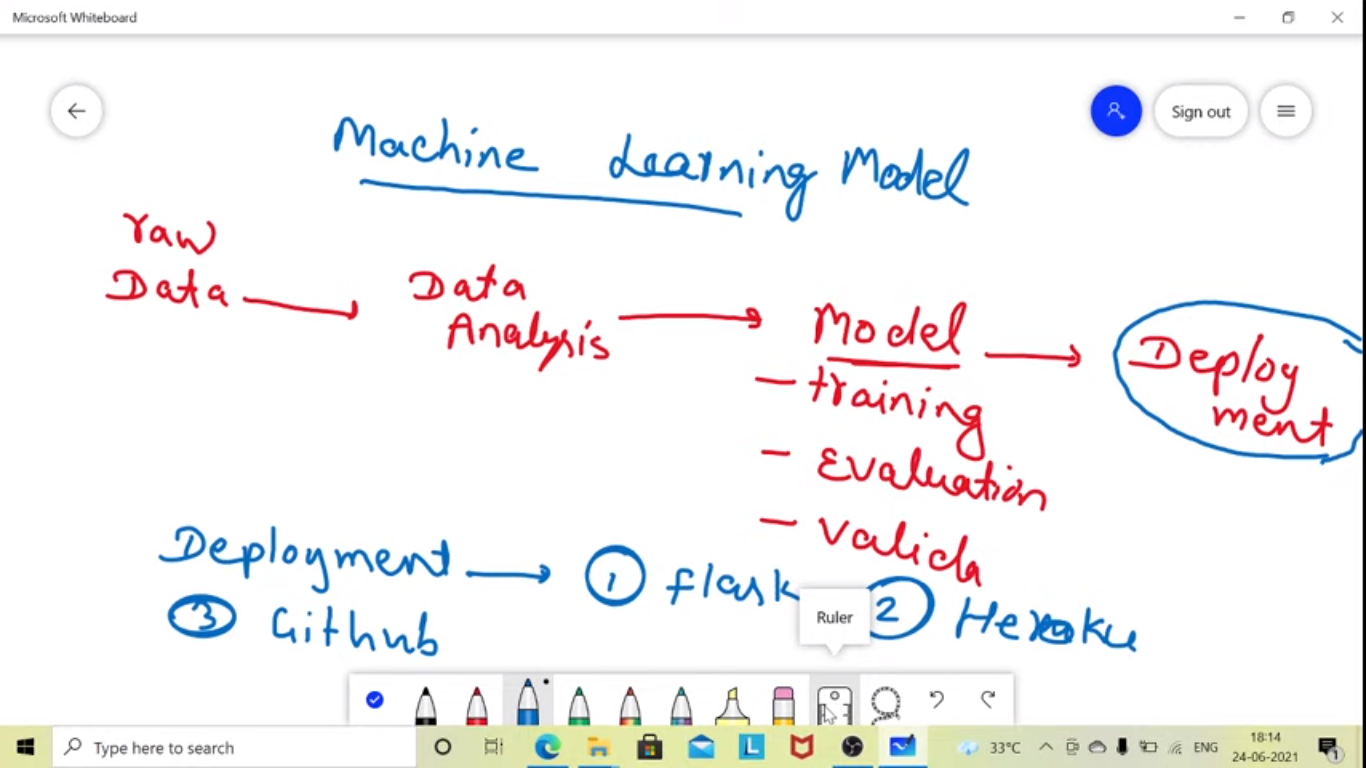 Microsoft Whiteboard
Sign out
Machine Learning Model
raw
Data
Data
Analysis
Model
- training
- Evaluation
- Valida
Deploy
ment
Deployment → ① flask ② Heroku
③ Github
Ruler
Type here to search
L
33°C
ENG
18:14
24-06-2021
1